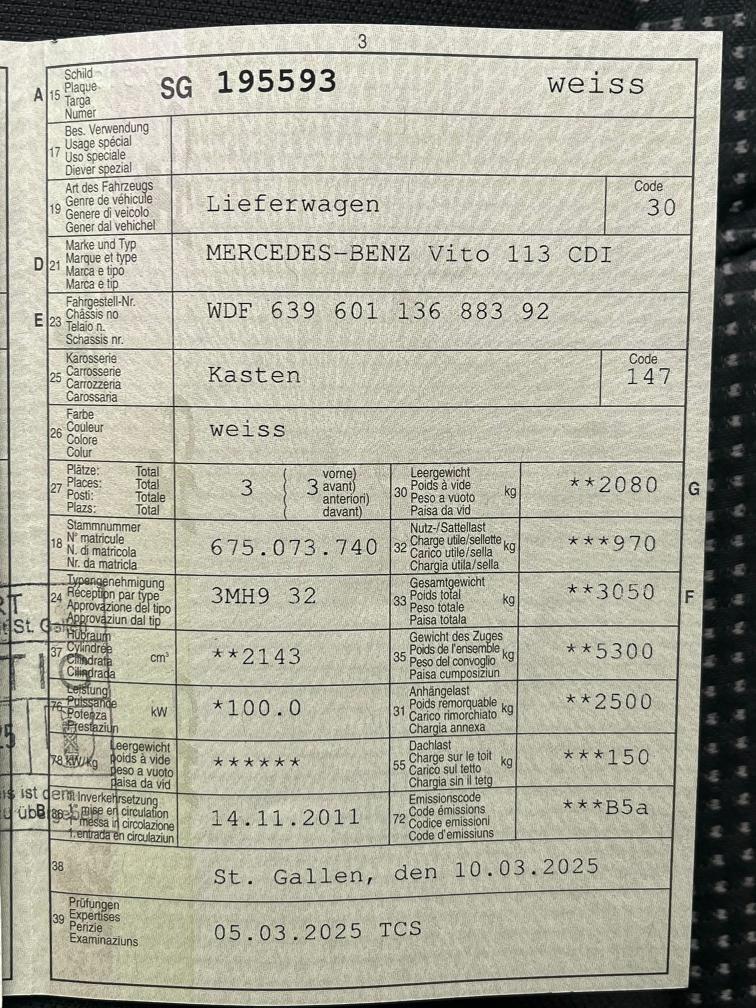 3
A 15 Schild
Plaque
Targa
Numer
SG 195593 weiss
17 Bes. Verwendung
Usage spécial
Uso speciale
Diever spezial
19 Art des Fahrzeugs
Genre de véhicule
Genere di veicolo
Gener dal vehichel
Lieferwagen
Code
30
D 21 Marke und Typ
Marque et type
Marca e tipo
Marca e tip
MERCEDES-BENZ Vito 113 CDI
E 23 Fahrgestell-Nr.
Châssis no
Telaio n.
Schassis nr.
WDF 639 601 136 883 92
25 Karosserie
Carrosserie
Carrozzeria
Carossaria
Kasten
Code
147
26 Farbe
Couleur
Colore
Colur
weiss
27 Plätze: Total
Places: Total
Posti: Totale
Plazs: Total
3 ( 3 vorne)
avant)
anteriori)
davant)
30 Leergewicht
Poids à vide
Peso a vuoto
Paisa da vid
kg
**2080
G
18 Stammnummer
N° matricule
N. di matricola
Nr. da matricla
675.073.740
32 Nutz-/Sattellast
Charge utile/sellette
Carico utile/sella
Chargia ütila/sella
kg
***970
24 Typengenehmigung
Réception par type
Approvazione del tipo
Approvaziun dal tip
3MH9 32
33 Gesamtgewicht
Poids total
Peso totale
Paisa totala
kg
**3050
F
37 Hubraum
Cylindrée
Cilindrata
Cilindrada
cm³
**2143
35 Gewicht des Zuges
Poids de l'ensemble
Peso del convoglio
Paisa cumposiziun
kg
**5300
76 Leistung
Puissance
Potenza
Prestaziun
kW
*100.0
31 Anhängelast
Poids remorquable
Carico rimorchiato
Chargia annexa
kg
**2500
78 kW/kg Leergewicht
poids à vide
peso a vuoto
paisa da vid
******
55 Dachlast
Charge sur le toit
Carico sul tetto
Chargia sin il tetg
kg
***150
B 36 1. Inverkehrsetzung
1re mise en circulation
1a messa in circolazione
1. entrada en circulaziun
14.11.2011
72 Emissionscode
Code émissions
Codice emissioni
Code d'emissiuns
***B5a
38
St. Gallen, den 10.03.2025
39 Prüfungen
Expertises
Perizie
Examinaziuns
05.03.2025 TCS